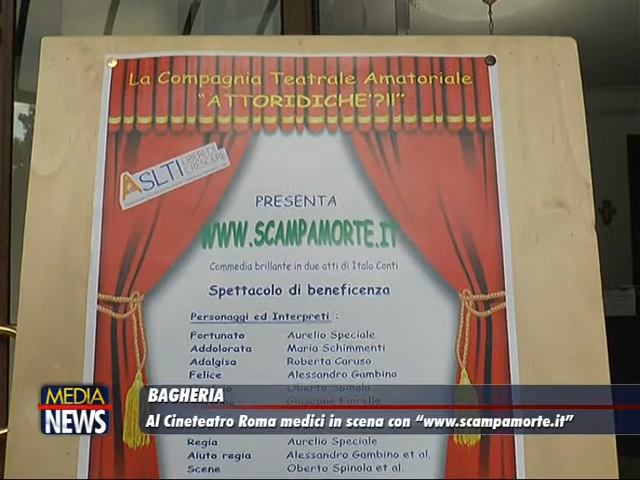 La Compagnia Teatrale Amatoriale
"ATTORIDICHE'?!!"
ASLTI LIBERI DI CRESCERE
PRESENTA
WWW.SCAMPAMORTE.IT
Commedia brillante in due atti di Italo Conti
Spettacolo di beneficenza
Personaggi ed Interpreti :
Fortunato Aurelio Speciale
Addolorata Maria Schimmenti
Adalgisa Roberta Caruso
Felice Alessandro Gambino
Oberto Spinola
Giuseppe Fiorello
MEDIA NEWS
BAGHERIA
Al Cineteatro Roma medici in scena con "www.scampamorte.it"
Regia Aurelio Speciale
Aiuto regia Alessandro Gambino et al.
Scene Oberto Spinola et al.